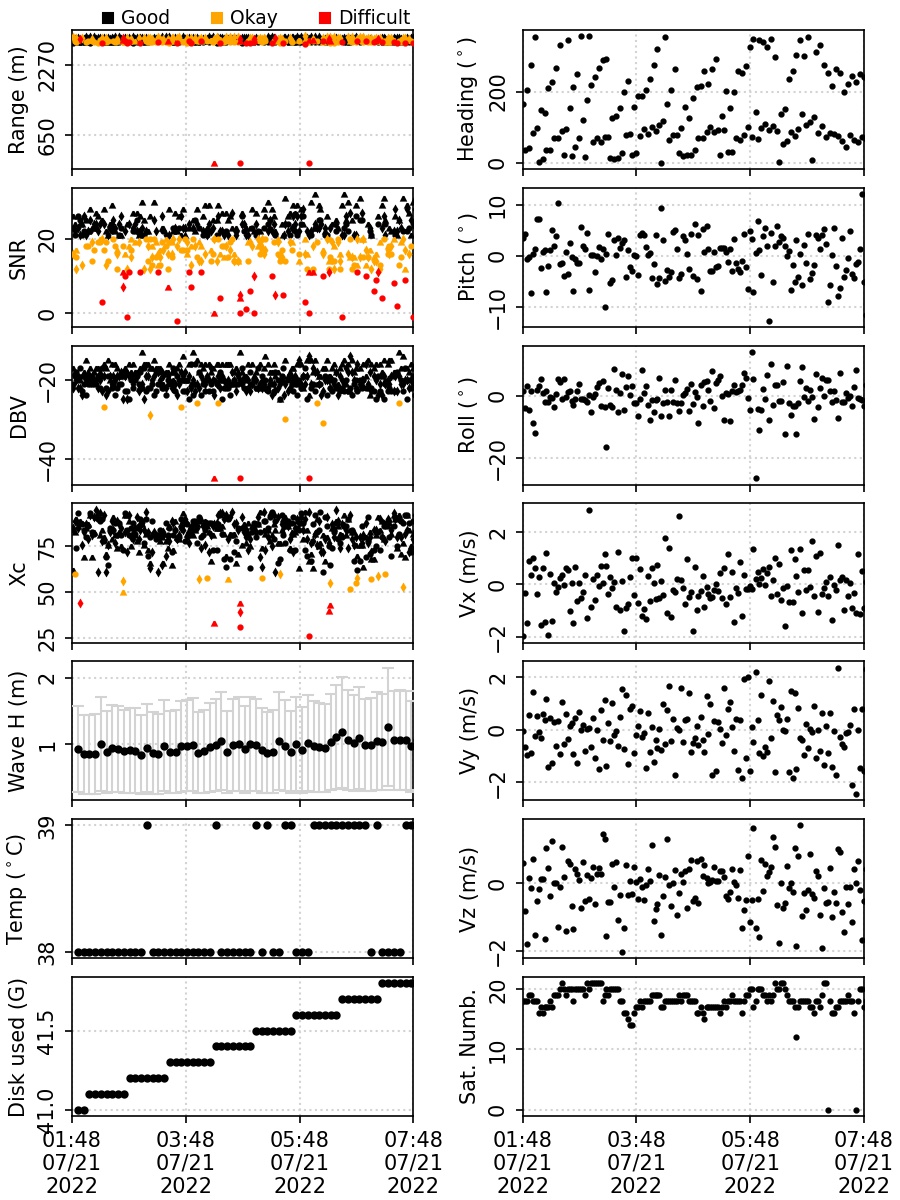 Good Okay Difficult
Range (m)
2270
650
Heading (°)
200
0
SNR
20
0
Pitch (°)
10
0
−10
DBV
−20
−40
Roll (°)
0
−20
Xc
75
50
25
Vx (m/s)
2
0
−2
Wave H (m)
2
1
Vy (m/s)
2
0
−2
Temp (°C)
39
38
Vz (m/s)
0
−2
Disk used (G)
41.5
41.0
Sat. Numb.
20
10
0
01:48 03:48 05:48 07:48
07/21 07/21 07/21 07/21
2022 2022 2022 2022
01:48 03:48 05:48 07:48
07/21 07/21 07/21 07/21
2022 2022 2022 2022